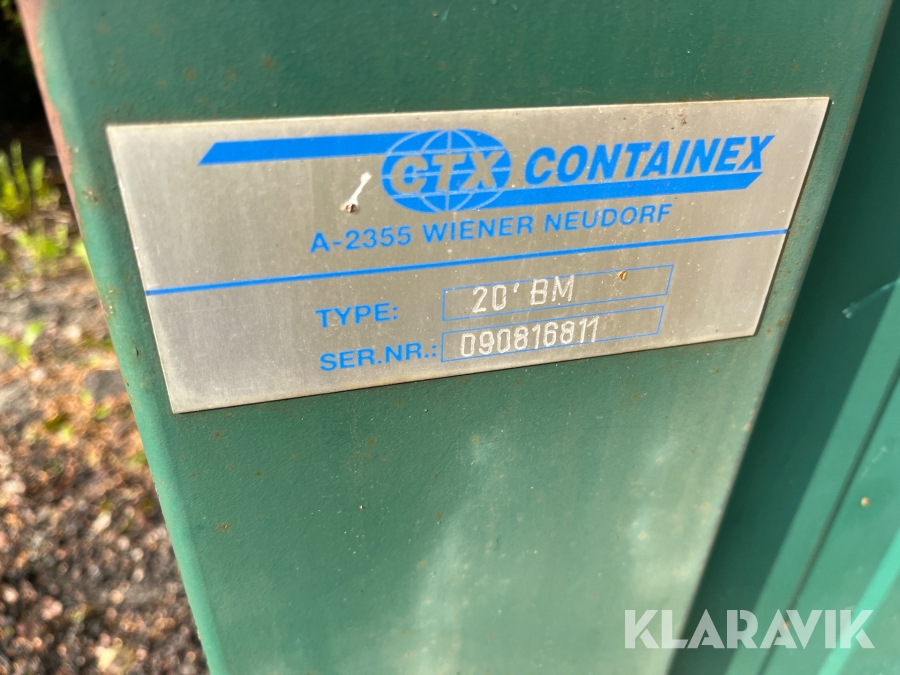 CTX CONTAINEX
A-2355 WIENER NEUDORF
TYPE: 20' BM
SER.NR.: 090816811
KLARAVIK